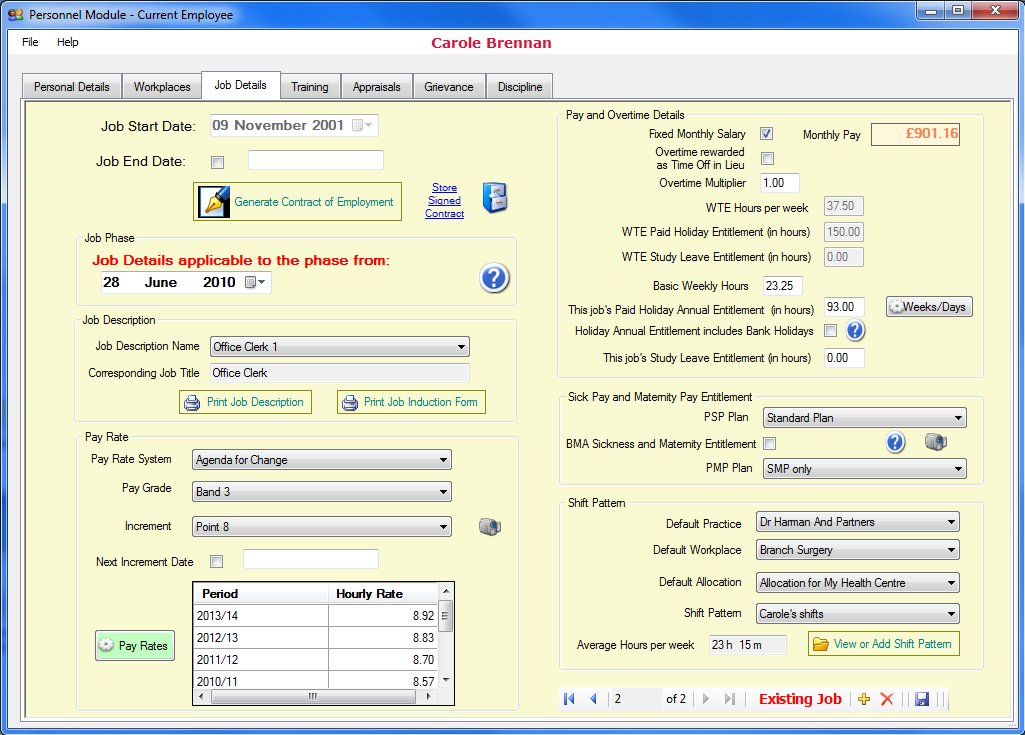 Personnel Module - Current Employee
File Help
Carole Brennan
Personal Details Workplaces Job Details Training Appraisals Grievance Discipline
Job Start Date: 09 November 2001
Job End Date:
Generate Contract of Employment
Store
Signed
Contract
Job Phase
Job Details applicable to the phase from:
28 June 2010
Job Description
Job Description Name Office Clerk 1
Corresponding Job Title Office Clerk
Print Job Description Print Job Induction Form
Pay Rate
Pay Rate System Agenda for Change
Pay Grade Band 3
Increment Point 8
Next Increment Date
Period Hourly Rate
2013/14 8.92
2012/13 8.83
2011/12 8.70
2010/11 8.57
Pay Rates
Pay and Overtime Details
Fixed Monthly Salary Monthly Pay £901.16
Overtime rewarded
as Time Off in Lieu
Overtime Multiplier 1.00
WTE Hours per week 37.50
WTE Paid Holiday Entitlement (in hours) 150.00
WTE Study Leave Entitlement (in hours) 0.00
Basic Weekly Hours 23.25
This job's Paid Holiday Annual Entitlement (in hours) 93.00 Weeks/Days
Holiday Annual Entitlement includes Bank Holidays
This job's Study Leave Entitlement (in hours) 0.00
Sick Pay and Maternity Pay Entitlement
PSP Plan Standard Plan
BMA Sickness and Maternity Entitlement
PMP Plan SMP only
Shift Pattern
Default Practice Dr Harman And Partners
Default Workplace Branch Surgery
Default Allocation Allocation for My Health Centre
Shift Pattern Carole's shifts
Average Hours per week 23 h 15 m View or Add Shift Pattern
2 of 2 Existing Job